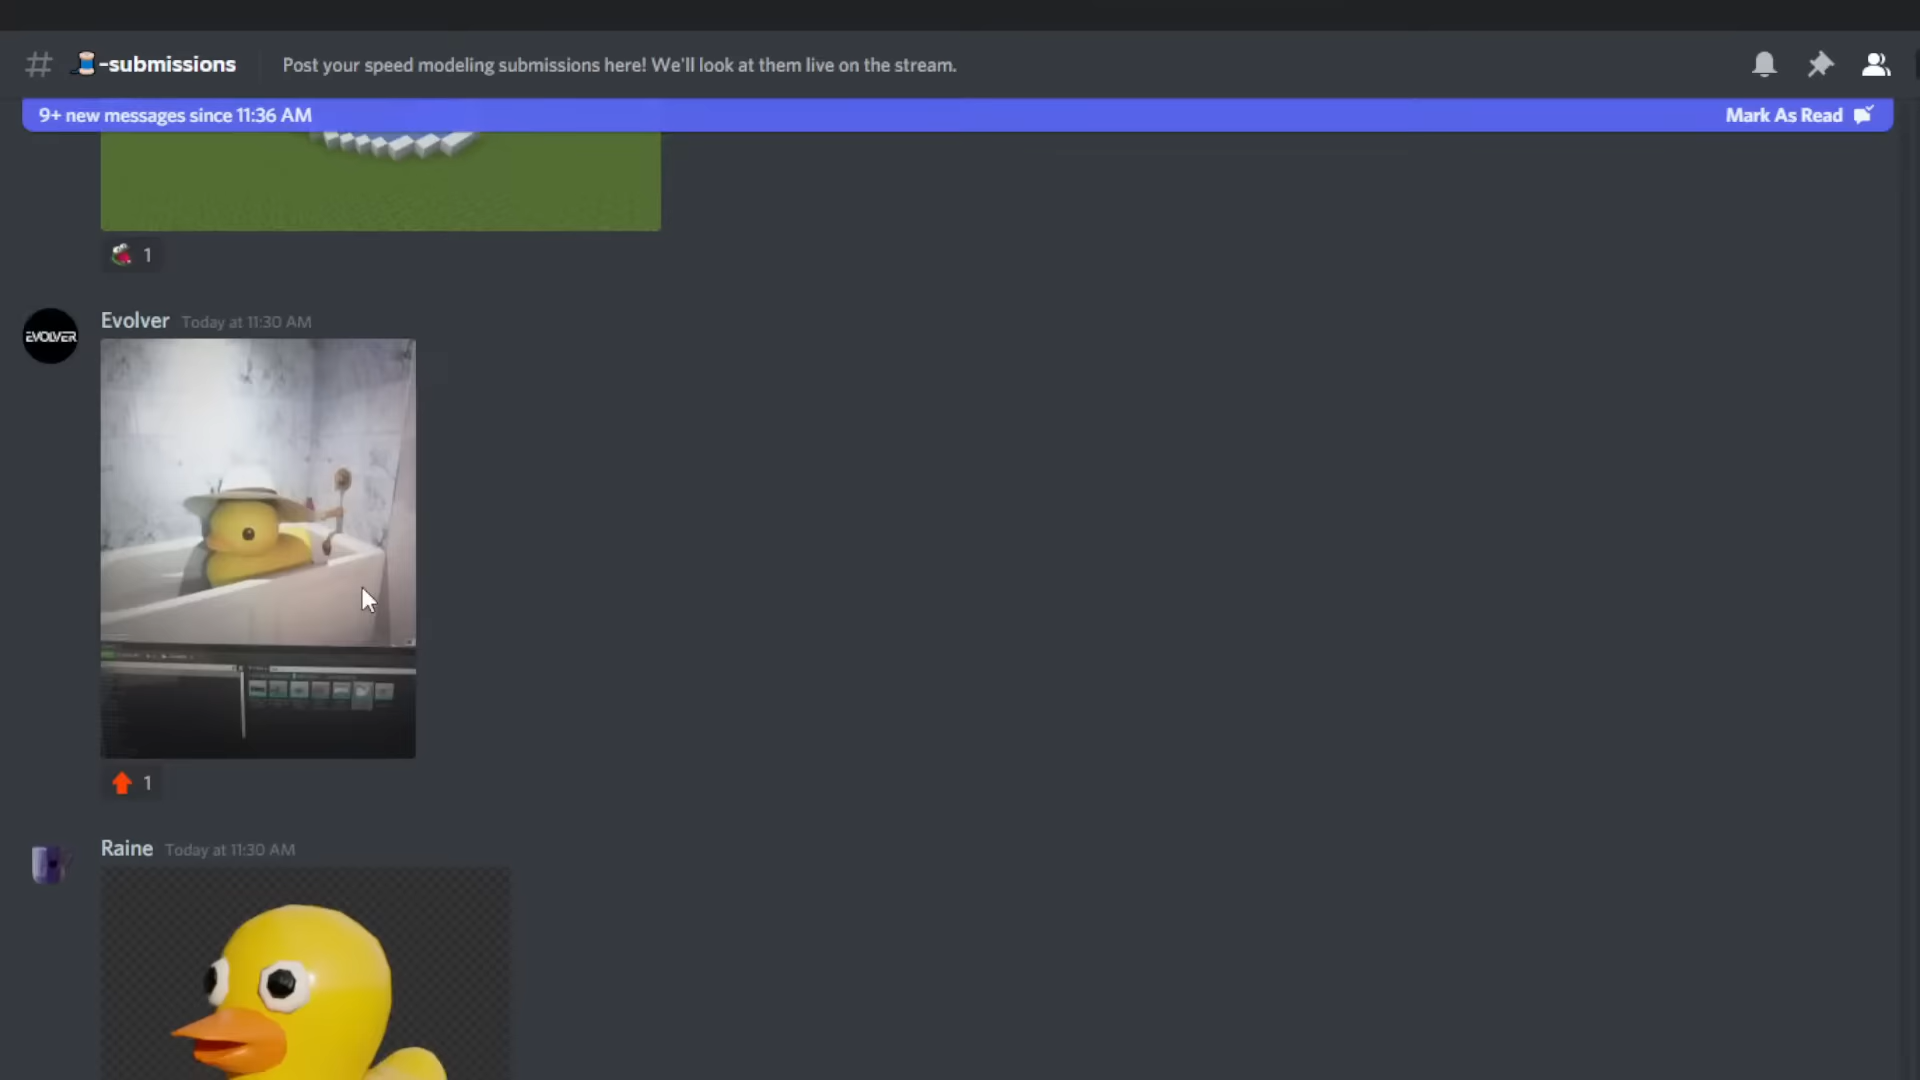 -submissions
Post your speed modeling submissions here! We'll look at them live on the stream.
9+ new messages since 11:36 AM
Mark As Read
1
Evolver Today at 11:30 AM
EVOLVER
1
Raine Today at 11:30 AM